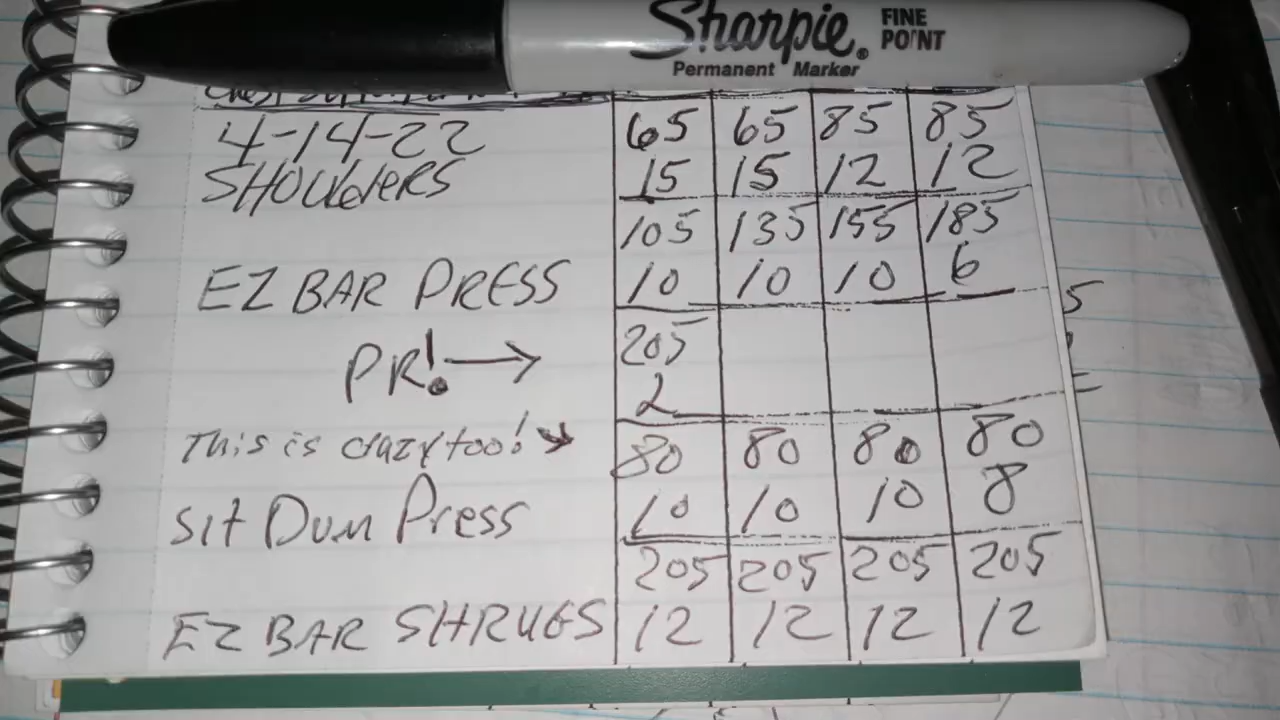 Sharpie® FINE POINT
Permanent Marker
4-14-22 65 65 85 85
SHOULDERS 15 15 12 12
105 135 155 185
EZ BAR PRESS 10 10 10 6
PR! → 205
2
This is crazy too! → 80 80 80 80
Sit Dum Press 10 10 10 8
205 205 205 205
EZ BAR SHRUGS 12 12 12 12